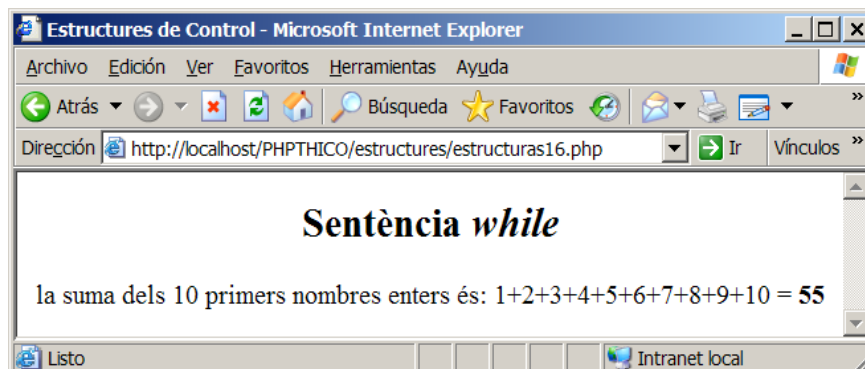 Estructures de Control - Microsoft Internet Explorer
Archivo Edición Ver Favoritos Herramientas Ayuda
Atrás Búsqueda Favoritos »
Dirección http://localhost/PHPTHICO/estructures/estructuras16.php Ir Vínculos »
Sentència while
la suma dels 10 primers nombres enters és: 1+2+3+4+5+6+7+8+9+10 = 55
Listo Intranet local